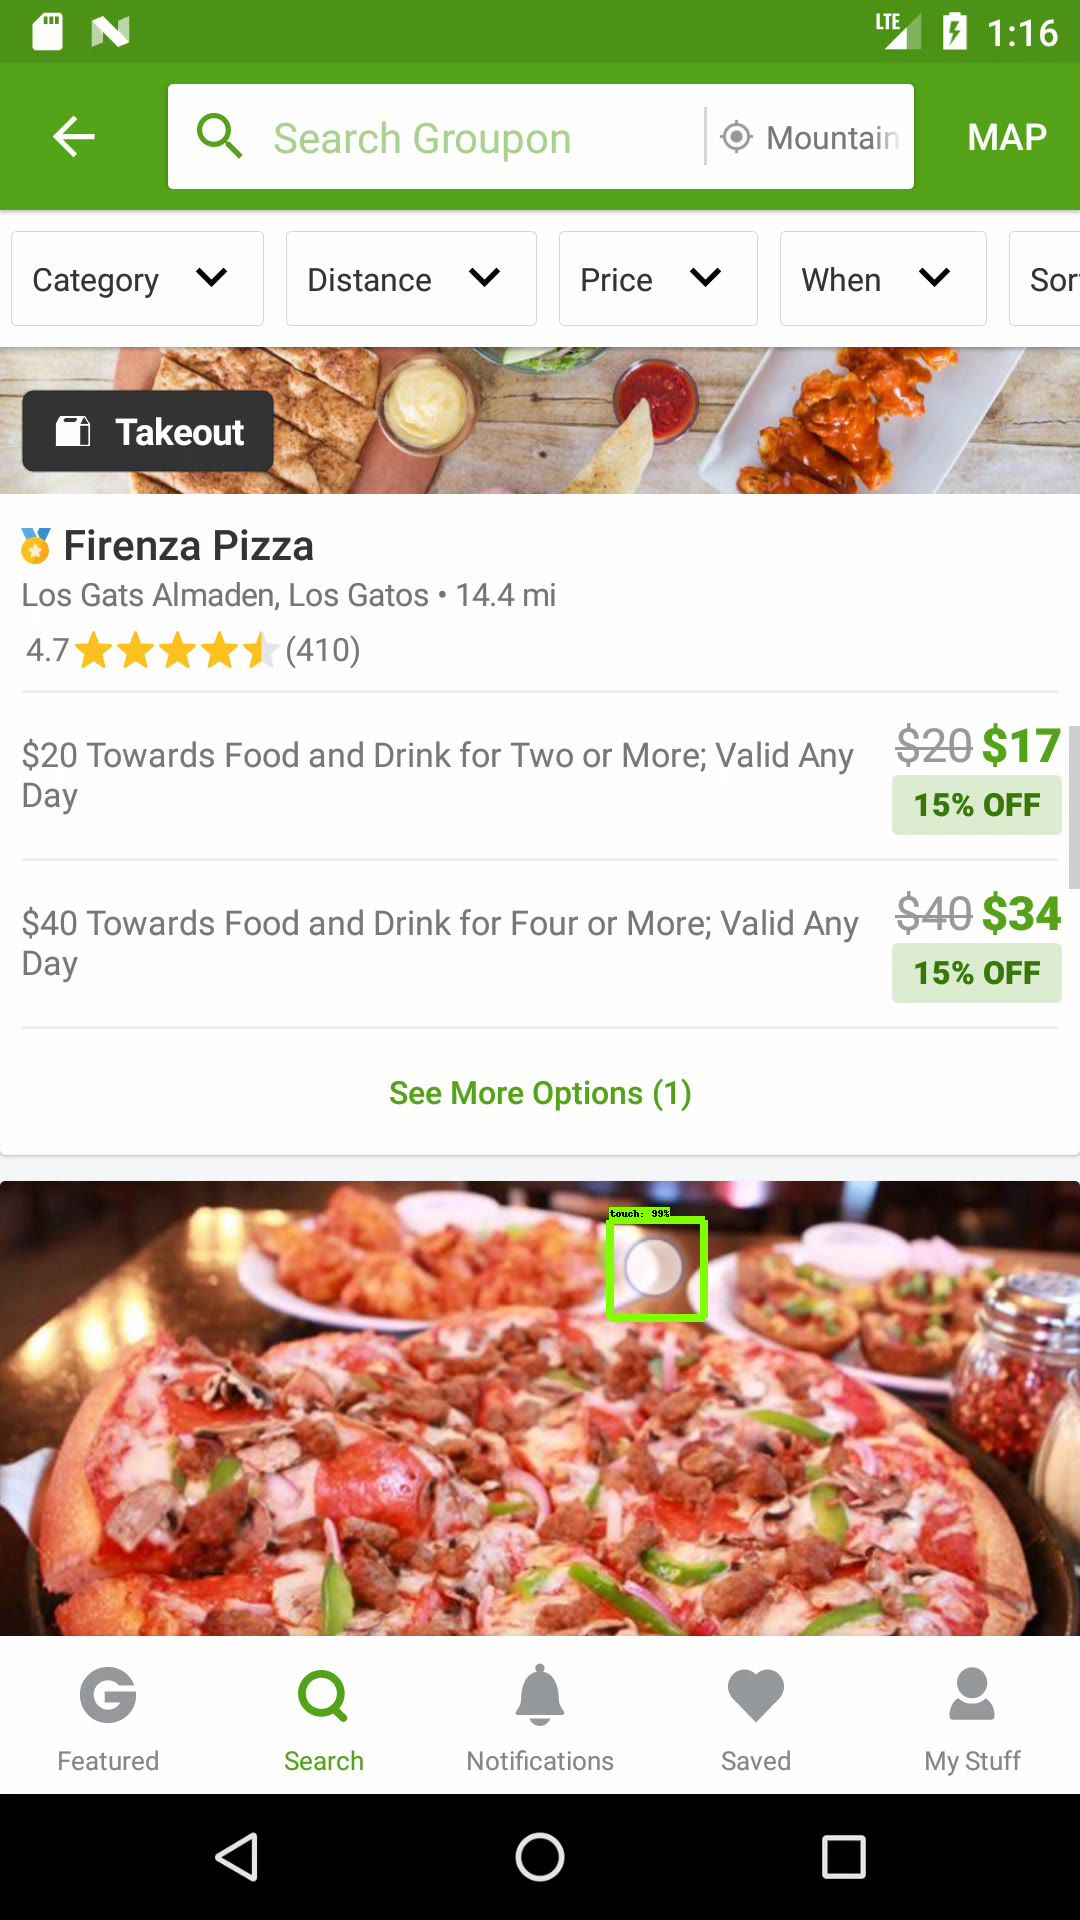 LTE 1:16
Search Groupon Mountain MAP
Category Distance Price When Sor
Takeout
Firenza Pizza
Los Gats Almaden, Los Gatos • 14.4 mi
4.7 (410)
$20 Towards Food and Drink for Two or More; Valid Any
Day
$20 $17
15% OFF
$40 Towards Food and Drink for Four or More; Valid Any
Day
$40 $34
15% OFF
See More Options (1)
touch: 99%
Featured Search Notifications Saved My Stuff